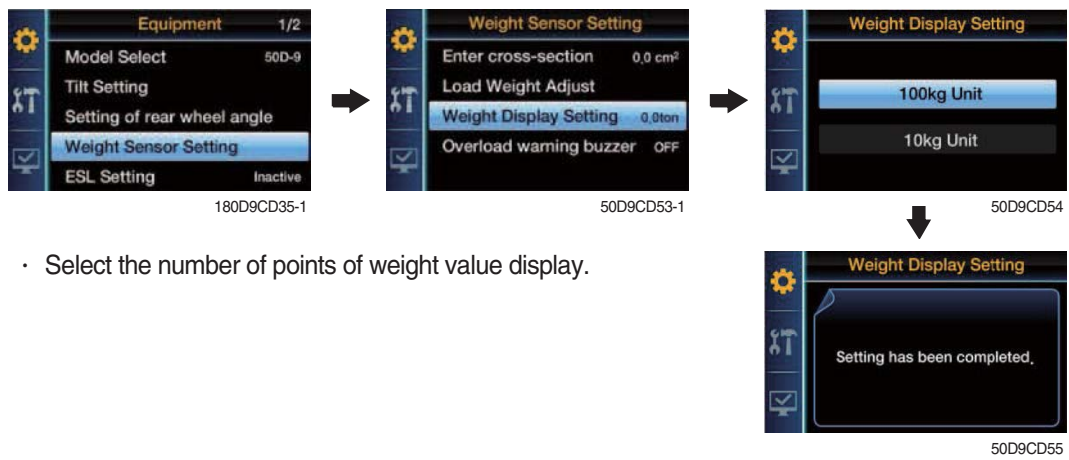 Equipment 1/2
Model Select 50D-9
Tilt Setting
Setting of rear wheel angle
Weight Sensor Setting
ESL Setting Inactive
180D9CD35-1
Weight Sensor Setting
Enter cross-section 0.0 cm²
Load Weight Adjust
Weight Display Setting 0.0ton
Overload warning buzzer OFF
50D9CD53-1
Weight Display Setting
100kg Unit
10kg Unit
50D9CD54
· Select the number of points of weight value display.
Weight Display Setting
Setting has been completed.
50D9CD55